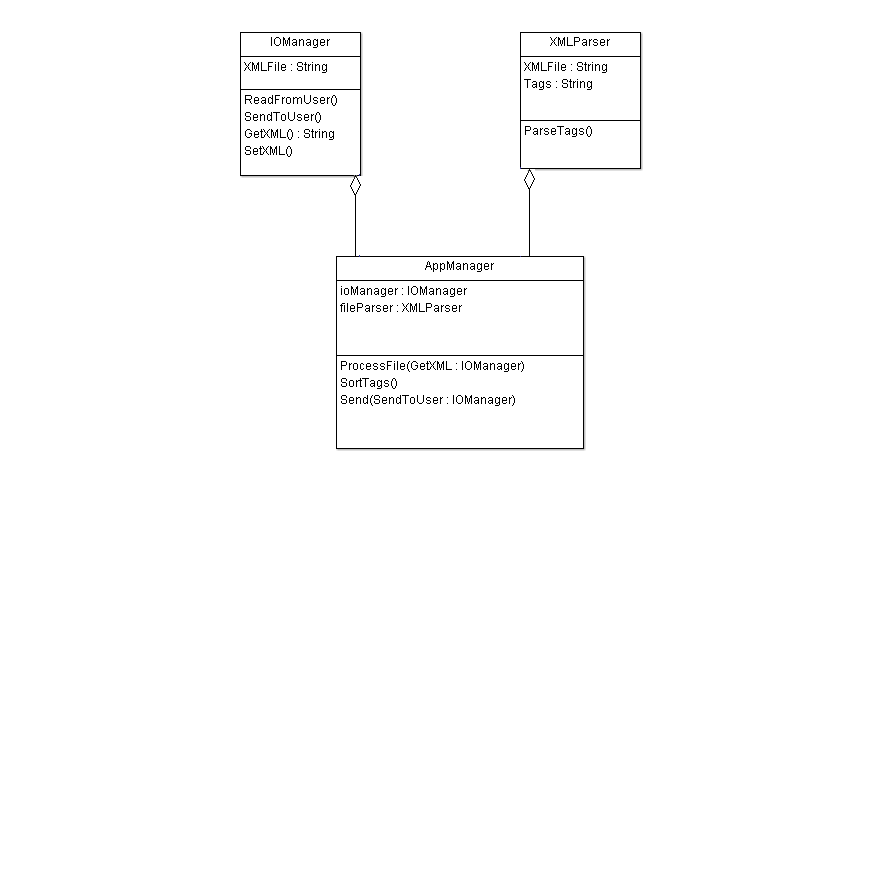 IOManager
XMLFile : String
ReadFromUser()
SendToUser()
GetXML() : String
SetXML()
XMLParser
XMLFile : String
Tags : String
ParseTags()
AppManager
ioManager : IOManager
fileParser : XMLParser
ProcessFile(GetXML : IOManager)
SortTags()
Send(SendToUser : IOManager)